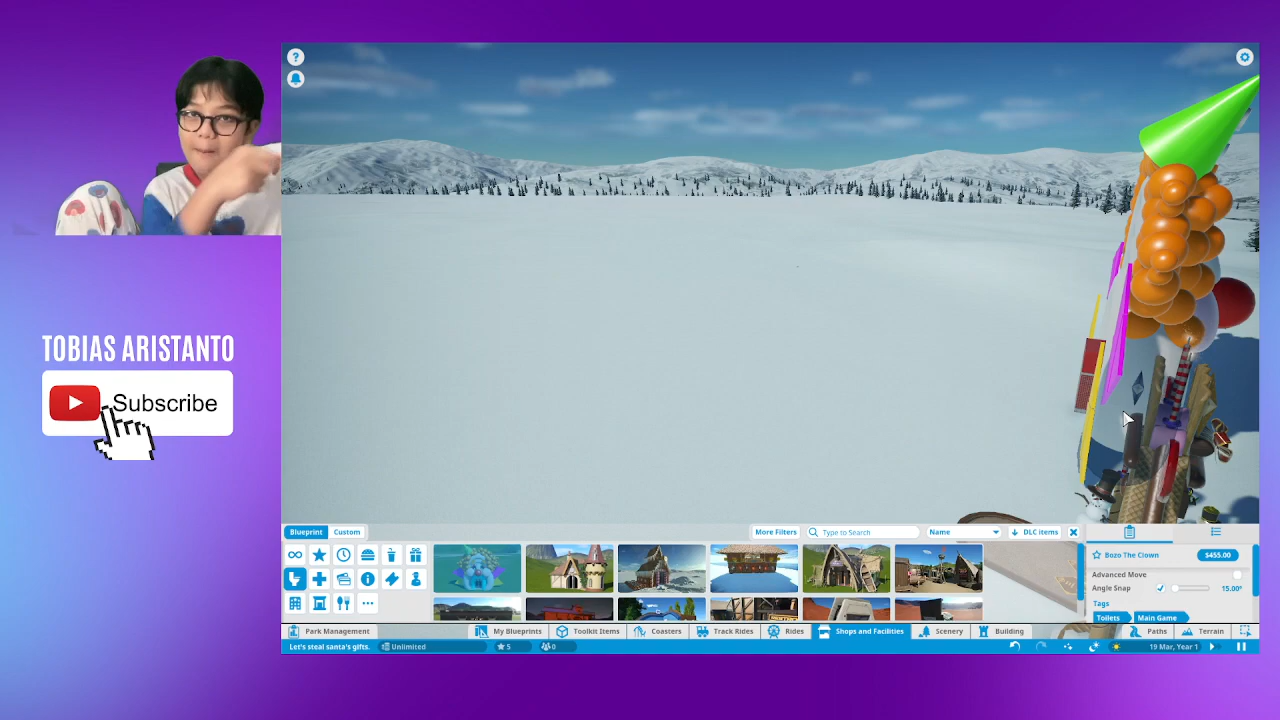 TOBIAS ARISTANTO
Subscribe
?
Blueprint
Custom
More Filters
Type to Search
Name
DLC items
Bozo The Clown
$455.00
Advanced Move
Angle Snap
15.00°
Tags
Toilets
Main Game
Park Management
My Blueprints
Toolkit Items
Coasters
Track Rides
Rides
Shops and Facilities
Scenery
Building
Paths
Terrain
Let's steal santa's gifts.
Unlimited
5
0
19 Mar, Year 1